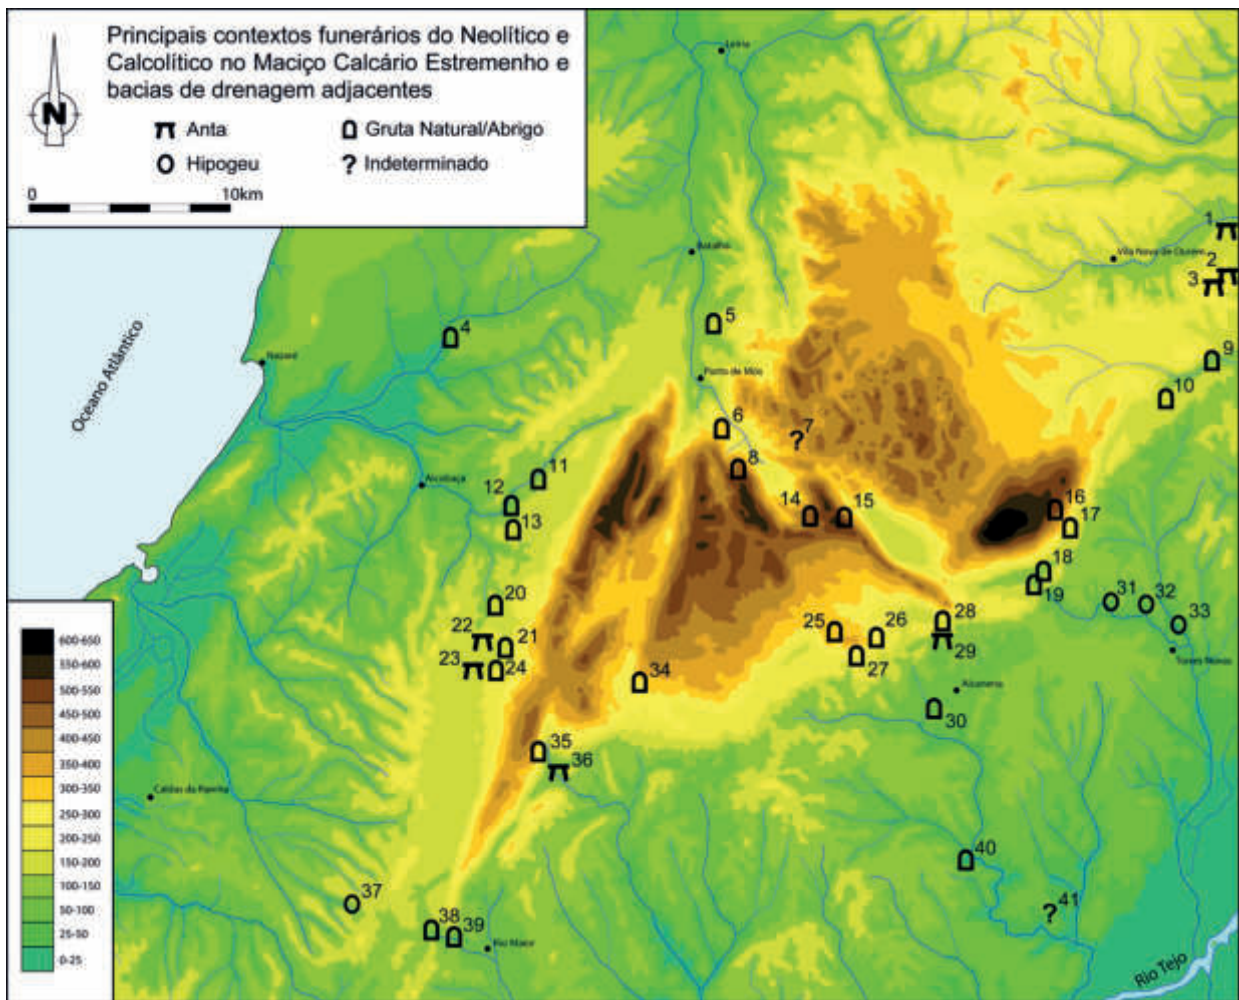 Principais contextos funerários do Neolítico e
Calcolítico no Maciço Calcário Estremenho e
bacias de drenagem adjacentes
N
Anta
Gruta Natural/Abrigo
Hipogeu
? Indeterminado
0 10km
Leiria
Batalha
Vila Nova de Ourém
Oceano Atlântico
Nazaré
Porto de Mós
Alcobaça
Torres Novas
Alcanena
Caldas da Rainha
Rio Maior
Rio Tejo
1
2
3
4
5
6
?7
8
9
10
11
12
13
14
15
16
17
18
19
20
21
22
23
24
25
26
27
28
29
30
31
32
33
34
35
36
37
38
39
40
?41
600-650
550-600
500-550
450-500
400-450
350-400
300-350
250-300
200-250
150-200
100-150
50-100
25-50
0-25